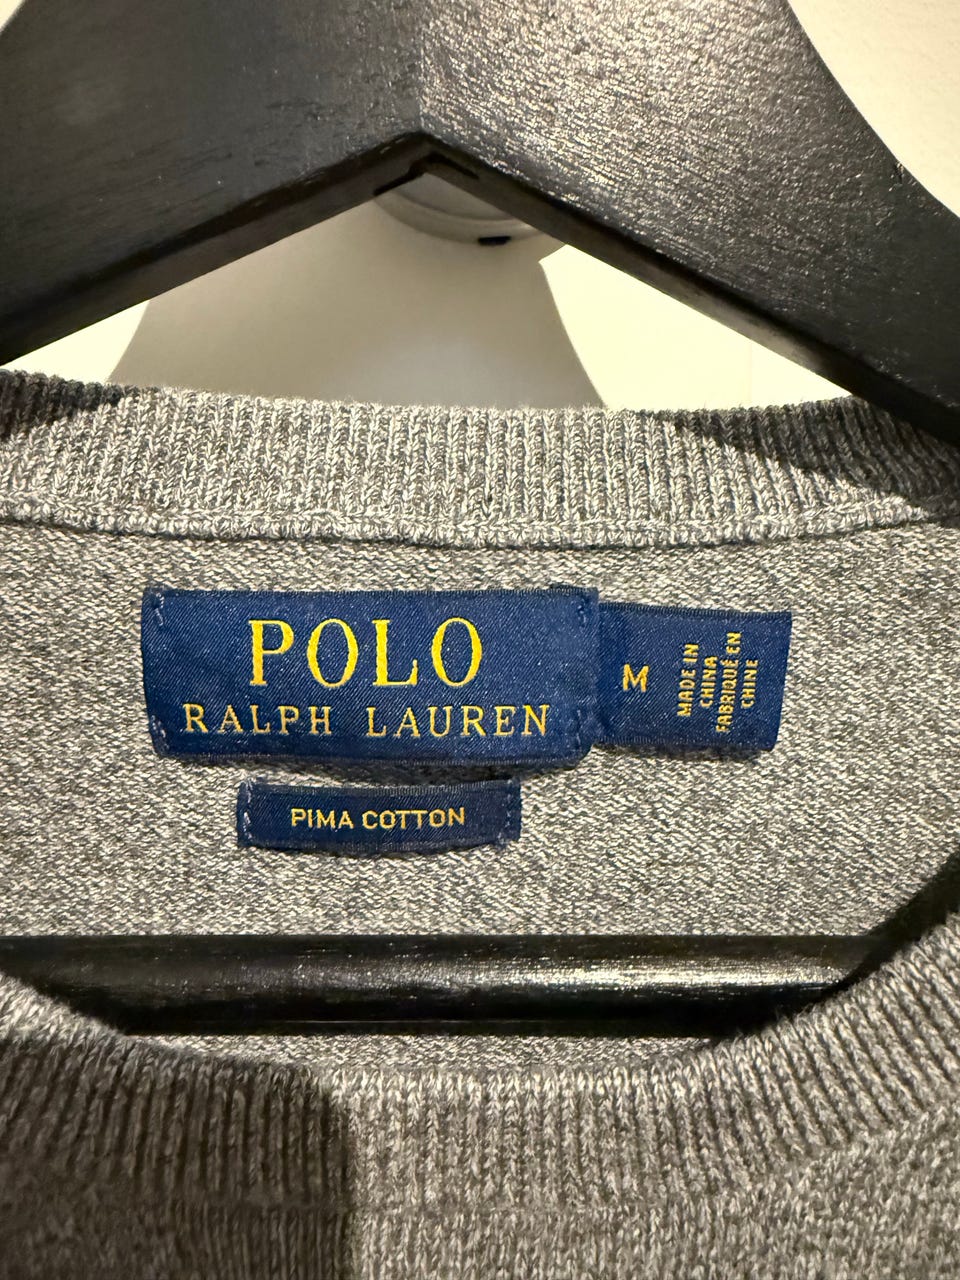 POLO
RALPH LAUREN
M
MADE IN
CHINA
FABRIQUÉ EN
CHINE
PIMA COTTON